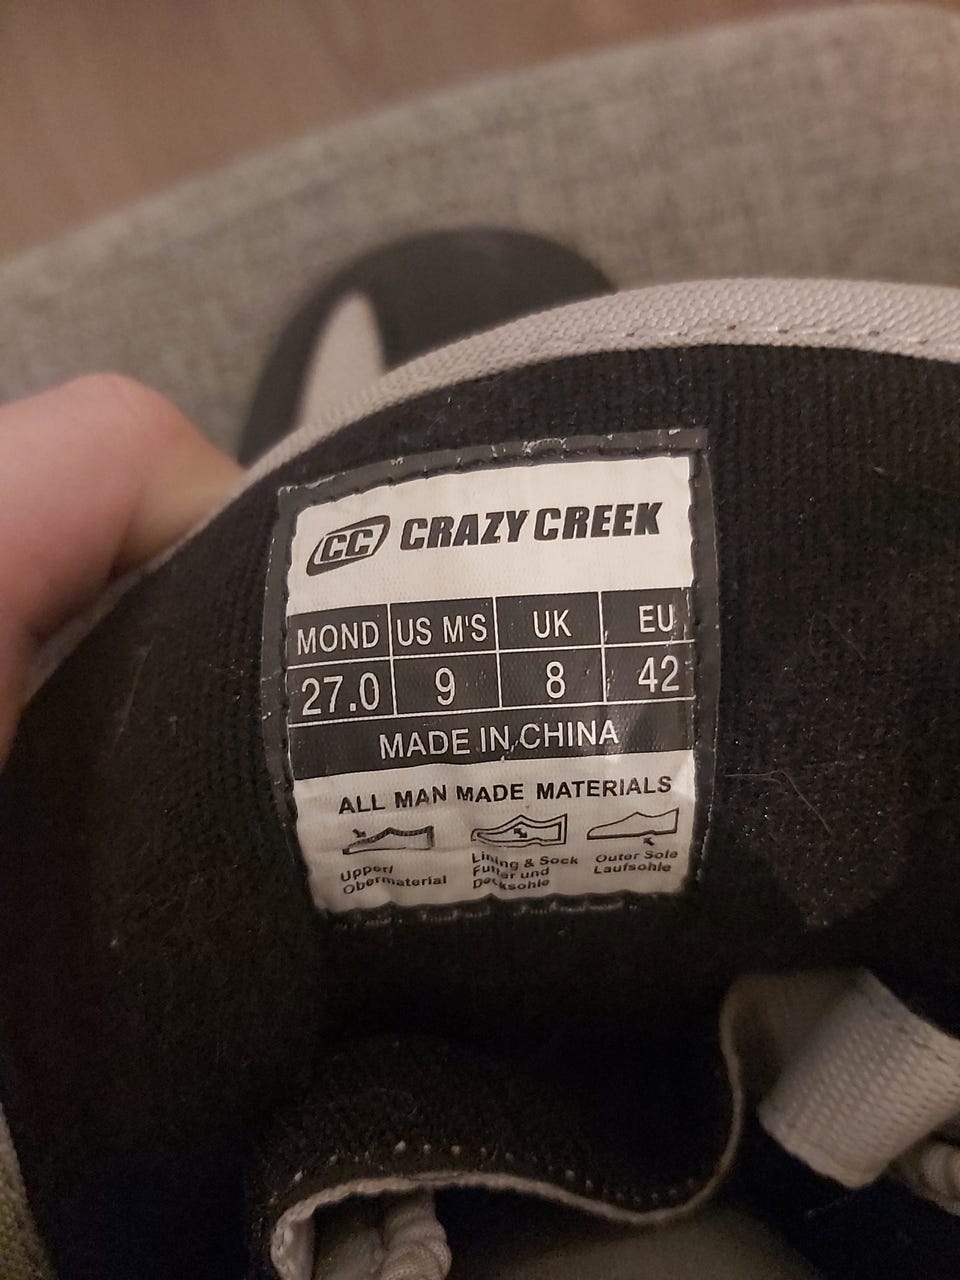 CC CRAZY CREEK
MOND US M'S UK EU
27.0 9 8 42
MADE IN CHINA
ALL MAN MADE MATERIALS
Upper/
Obermaterial
Lining & Sock
Futter und
Decksohle
Outer Sole
Laufsohle